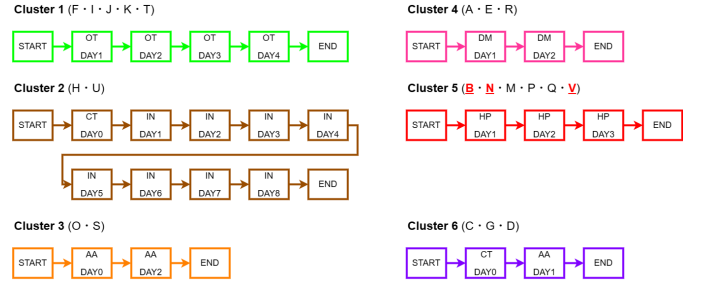 Cluster 1 (F・I・J・K・T)
START OT DAY1 OT DAY2 OT DAY3 OT DAY4 END
Cluster 2 (H・U)
START CT DAY0 IN DAY1 IN DAY2 IN DAY3 IN DAY4
IN DAY5 IN DAY6 IN DAY7 IN DAY8 END
Cluster 3 (O・S)
START AA DAY0 AA DAY2 END
Cluster 4 (A・E・R)
START DM DAY1 DM DAY2 END
Cluster 5 (B・N・M・P・Q・V)
START HP DAY1 HP DAY2 HP DAY3 END
Cluster 6 (C・G・D)
START CT DAY0 AA DAY1 END